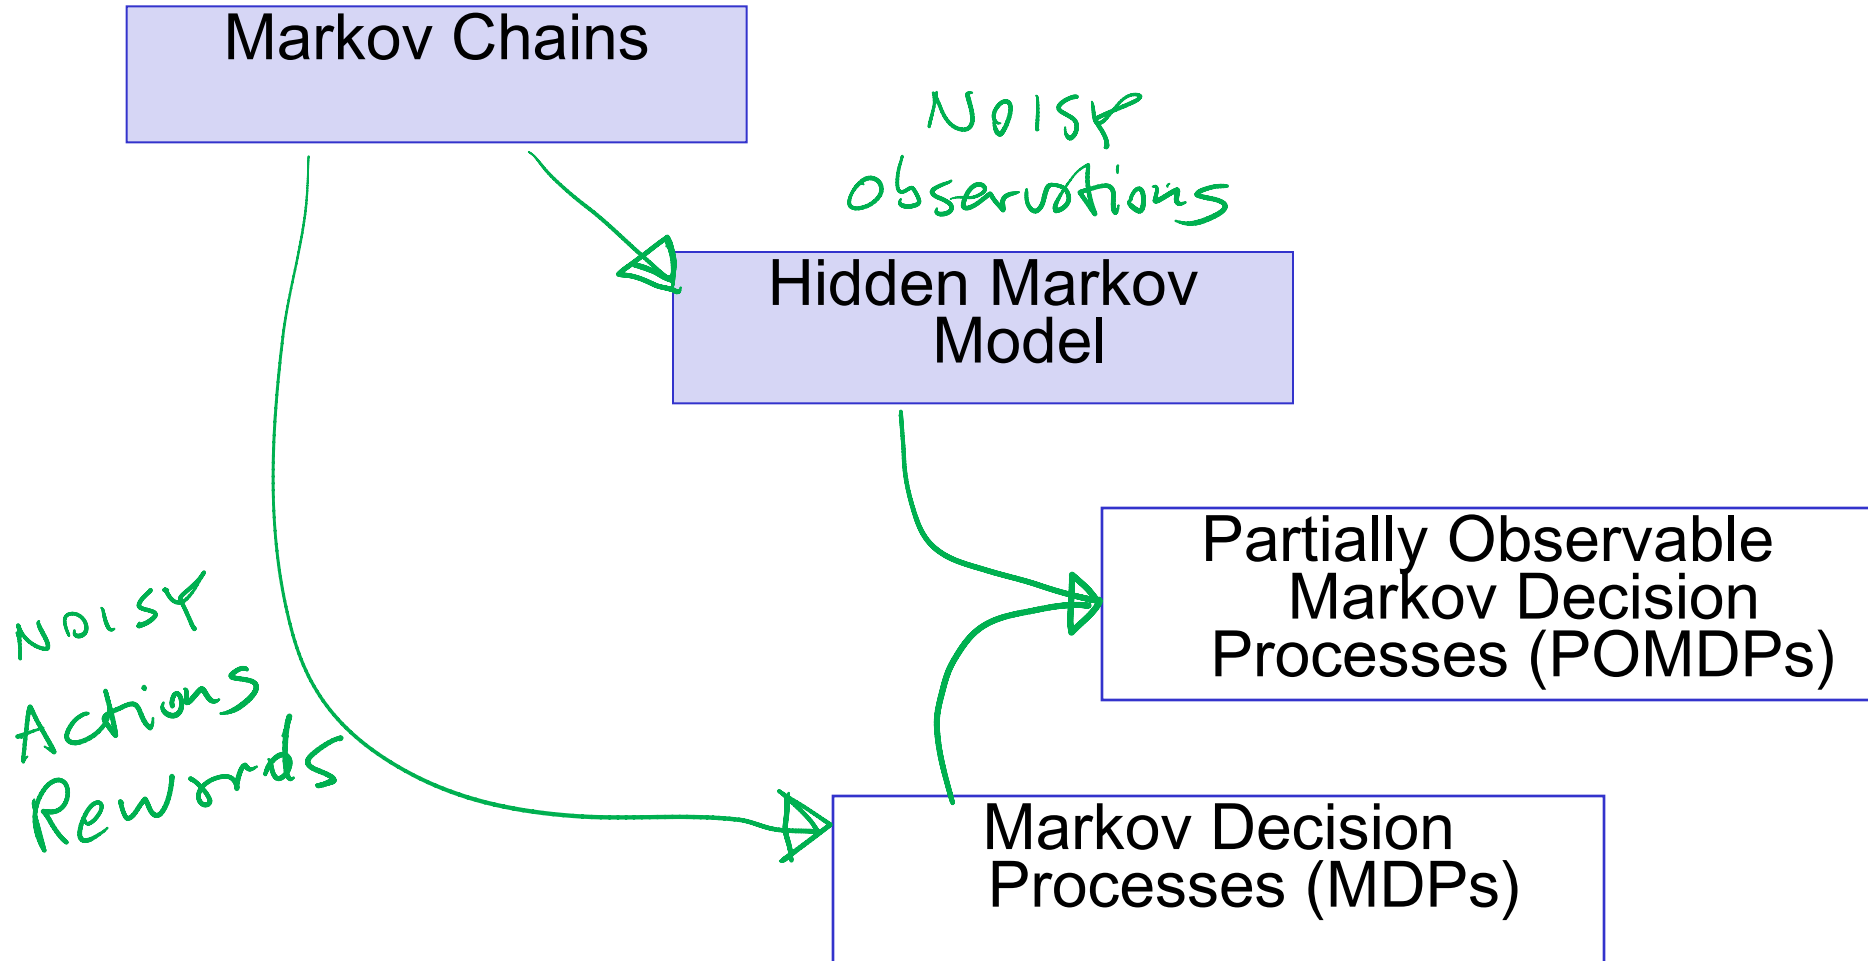 Markov Chains
NOISY
Observations
Hidden Markov
Model
Partially Observable
Markov Decision
Processes (POMDPs)
NOISY
Actions
Rewards
Markov Decision
Processes (MDPs)